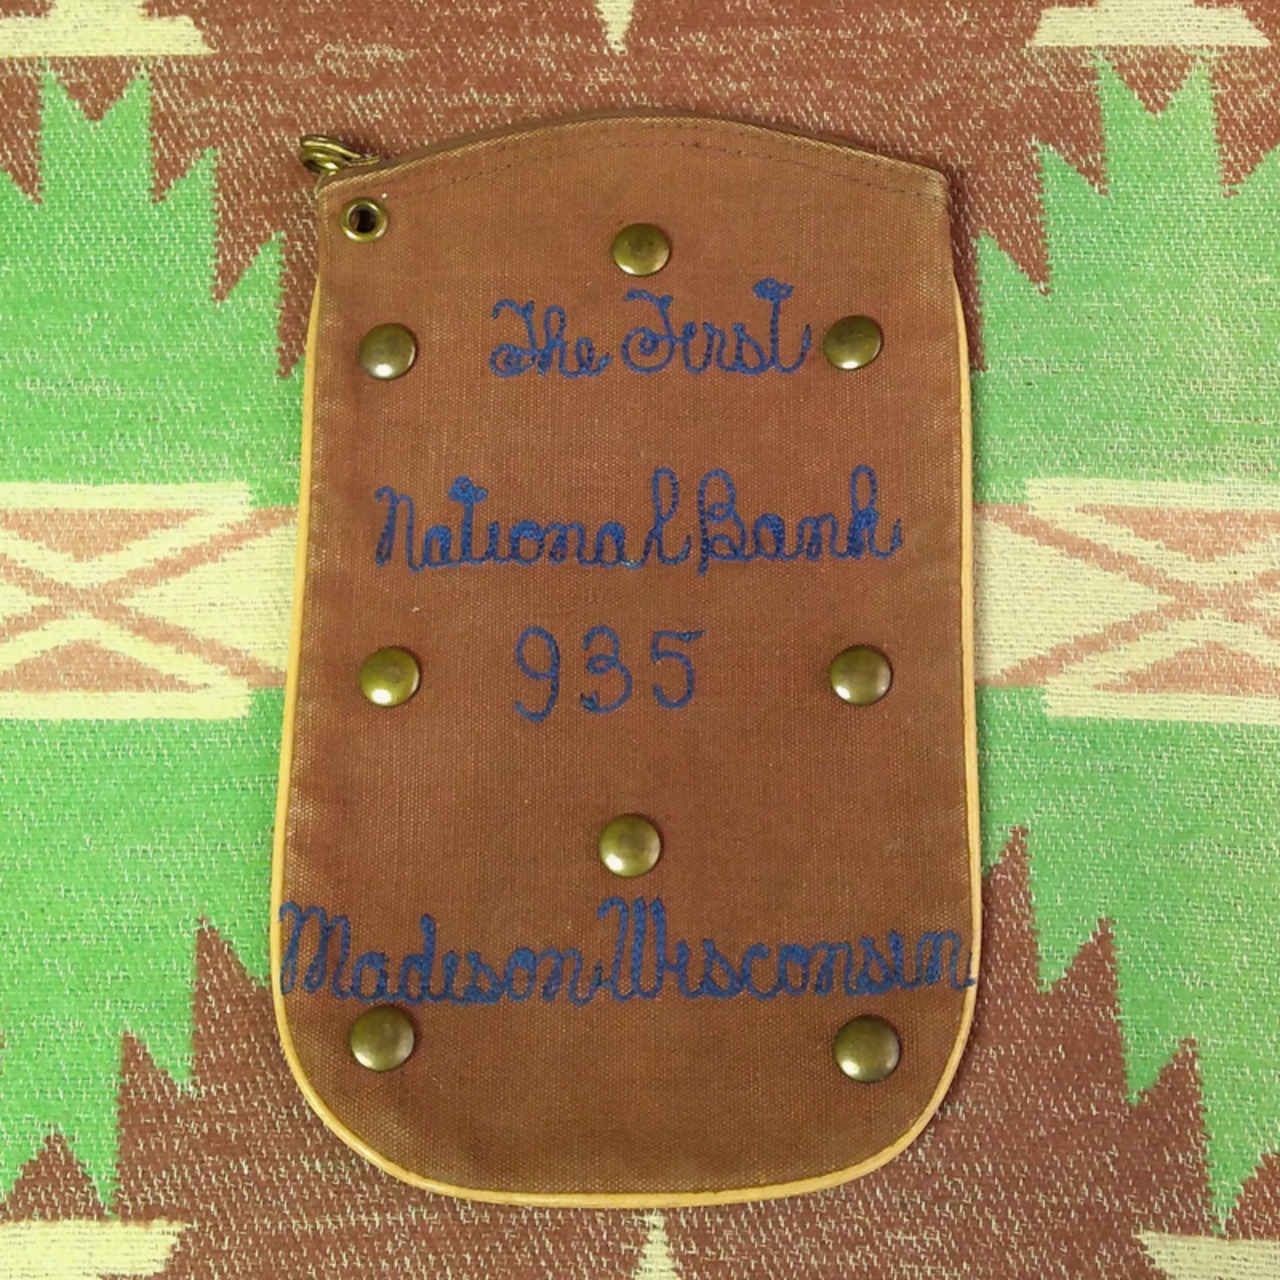 The First
National Bank
935
Madison Wisconsin